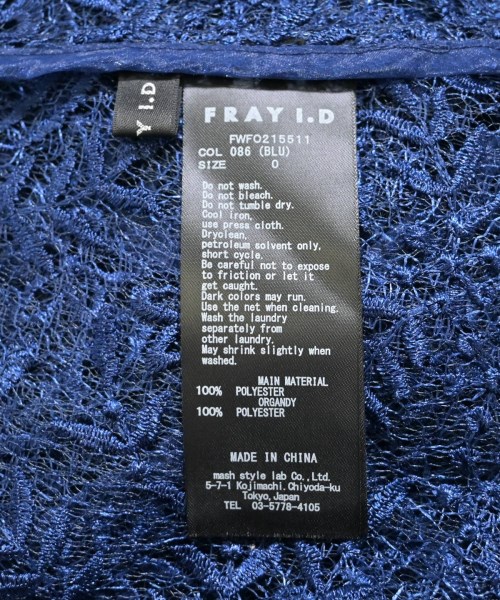 Y I.D
FRAY I.D
FWFO215511
COL 086 (BLU)
SIZE 0
Do not wash.
Do not bleach.
Do not tumble dry.
Cool iron,
use press cloth.
Dryclean,
petroleum solvent only,
short cycle.
Be careful not to expose
to friction or let it
get caught.
Dark colors may run.
Use the net when cleaning.
Wash the laundry
separately from
other laundry.
May shrink slightly when
washed.
MAIN MATERIAL
100% POLYESTER
ORGANDY
100% POLYESTER
MADE IN CHINA
mash style lab Co.,Ltd.
5-7-1 Kojimachi.Chiyoda-ku
Tokyo,Japan
TEL 03-5778-4105